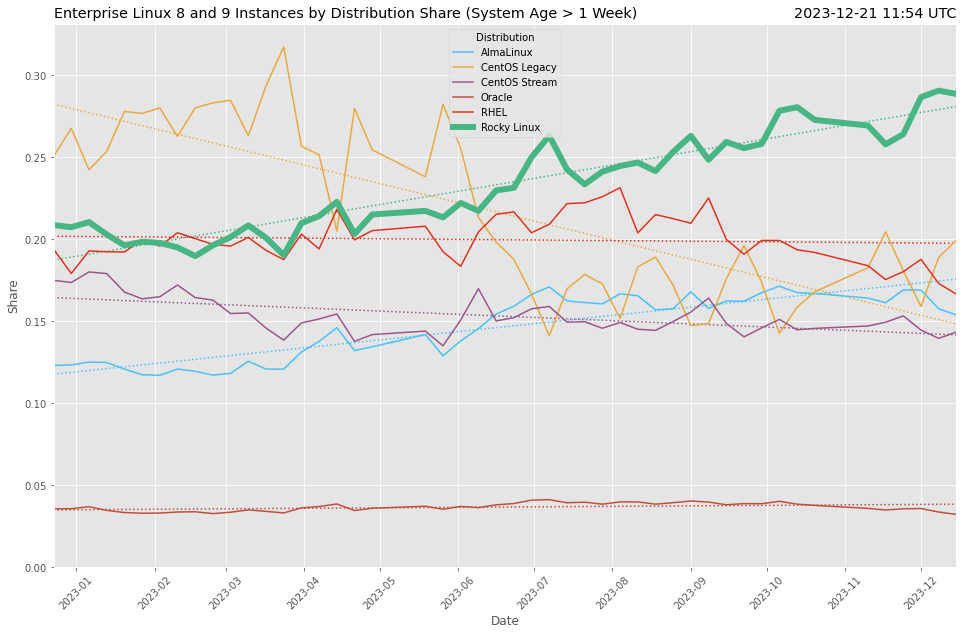 Enterprise Linux 8 and 9 Instances by Distribution Share (System Age > 1 Week)
2023-12-21 11:54 UTC
Distribution
AlmaLinux
CentOS Legacy
CentOS Stream
Oracle
RHEL
Rocky Linux
Share
0.30
0.25
0.20
0.15
0.10
0.05
0.00
2023-01
2023-02
2023-03
2023-04
2023-05
2023-06
2023-07
2023-08
2023-09
2023-10
2023-11
2023-12
Date